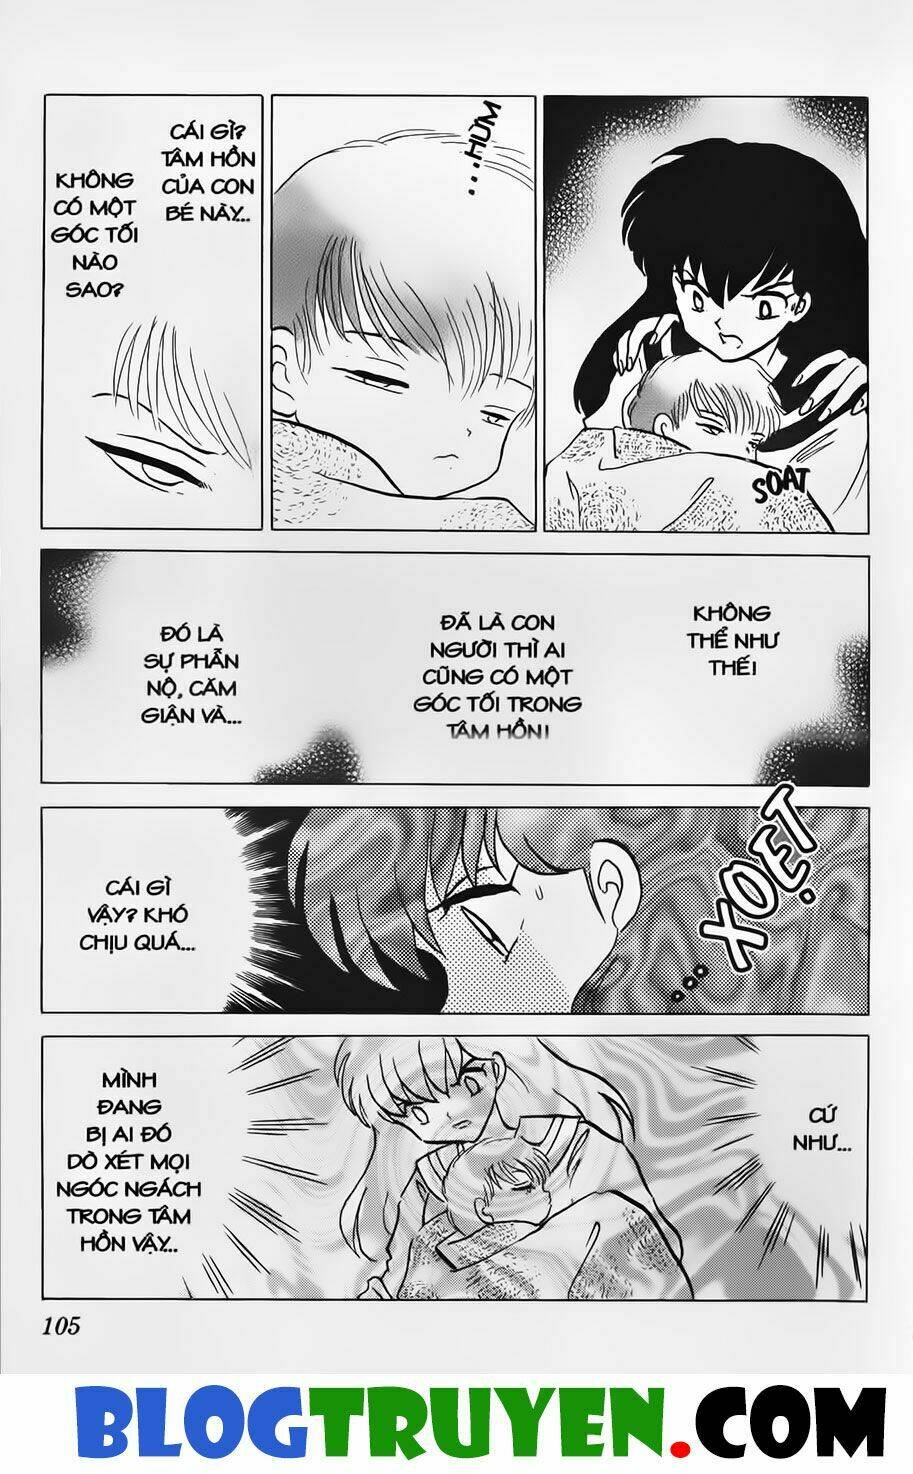 SOẠT
...HỪM
CÁI GÌ?
TÂM HỒN
CỦA CON
BÉ NÀY...
KHÔNG
CÓ MỘT
GÓC TỐI
NÀO
SAO?
KHÔNG
THỂ NHƯ
THẾ!
ĐÃ LÀ CON
NGƯỜI THÌ AI
CŨNG CÓ MỘT
GÓC TỐI TRONG
TÂM HỒN!
ĐÓ LÀ
SỰ PHẪN
NỘ, CĂM
GIẬN VÀ...
...XOẸT
CÁI GÌ
VẬY? KHÓ
CHỊU QUÁ...
CỨ
NHƯ...
MÌNH
ĐANG
BỊ AI ĐÓ
DÒ XÉT MỌI
NGÓC NGÁCH
TRONG TÂM
HỒN VẬY...
105
BLOGTRUYEN.COM